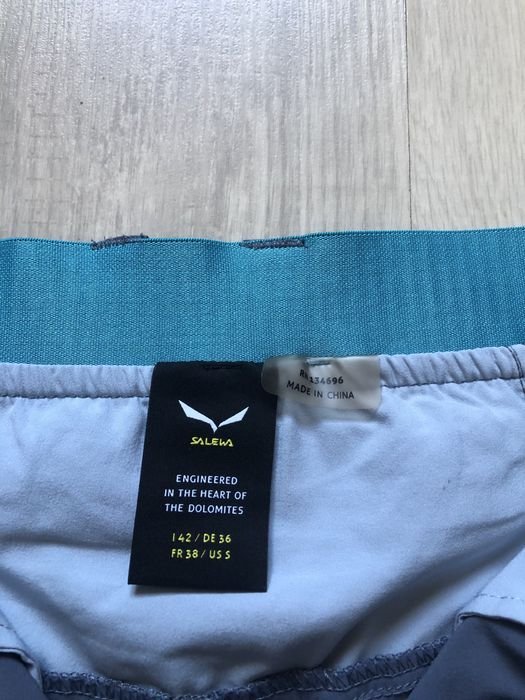 RN 134696
MADE IN CHINA
SALEWA
ENGINEERED
IN THE HEART OF
THE DOLOMITES
I 42 / DE 36
FR 38 / US S